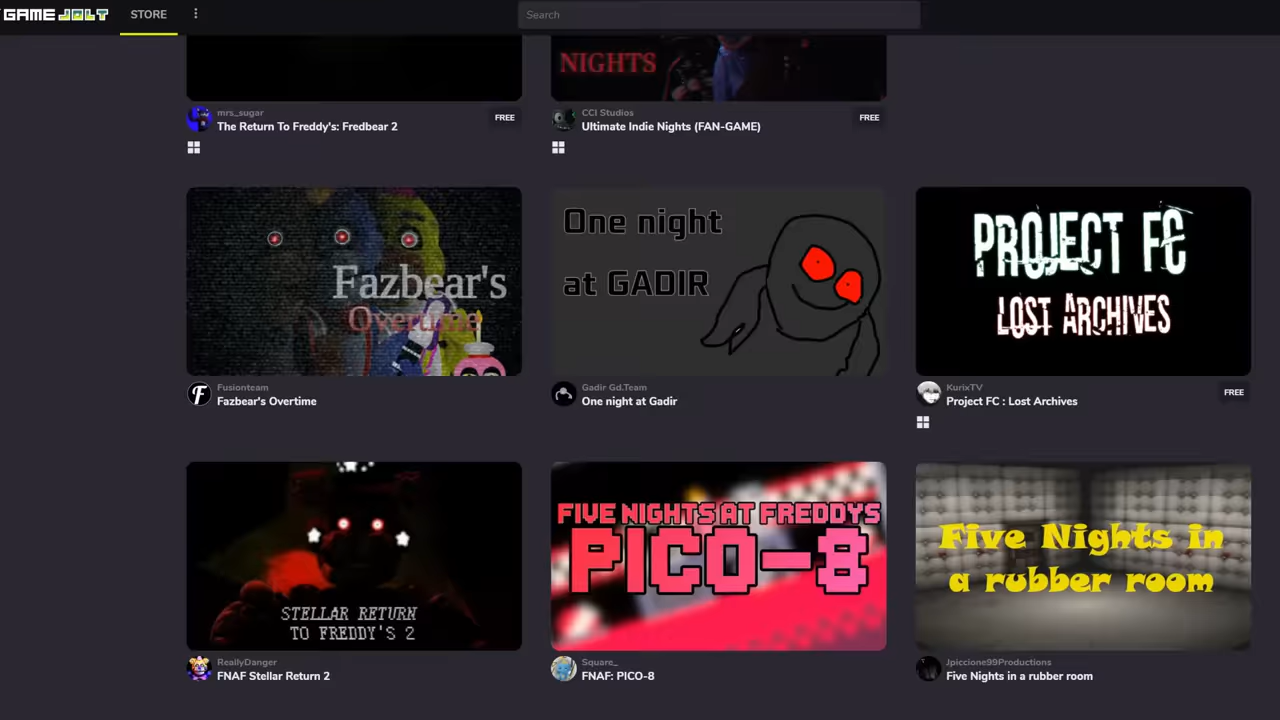 GAME JOLT
STORE
Search
NIGHTS
mrs_sugar
The Return To Freddy's: Fredbear 2
FREE
CCI Studios
Ultimate Indie Nights (FAN-GAME)
FREE
Fazbear's
Overtime
One night
at GADIR
PROJECT FC
LOST ARCHIVES
Fusionteam
Fazbear's Overtime
Gadir Gd.Team
One night at Gadir
KurixTV
Project FC : Lost Archives
FREE
STELLAR RETURN
TO FREDDY'S 2
FIVE NIGHTS AT FREDDYS
PICO-8
Five Nights in
a rubber room
ReallyDanger
FNAF Stellar Return 2
Square_
FNAF: PICO-8
Jpiccione99Productions
Five Nights in a rubber room